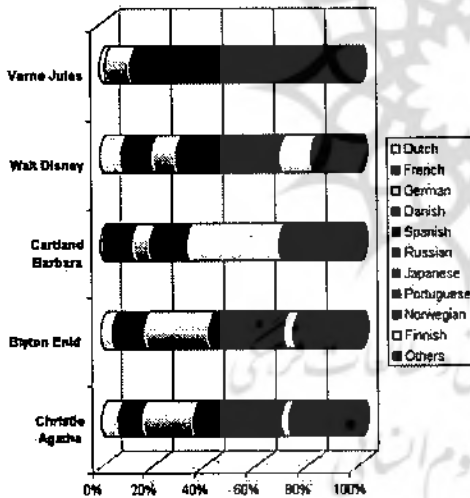 Verne Jules
Walt Disney
Cartland
Barbara
Blyton Enid
Christie
Agatha
0% 20% 40% 60% 80% 100%
Dutch
French
German
Danish
Spanish
Russian
Japanese
Portuguese
Norwegian
Finnish
Others